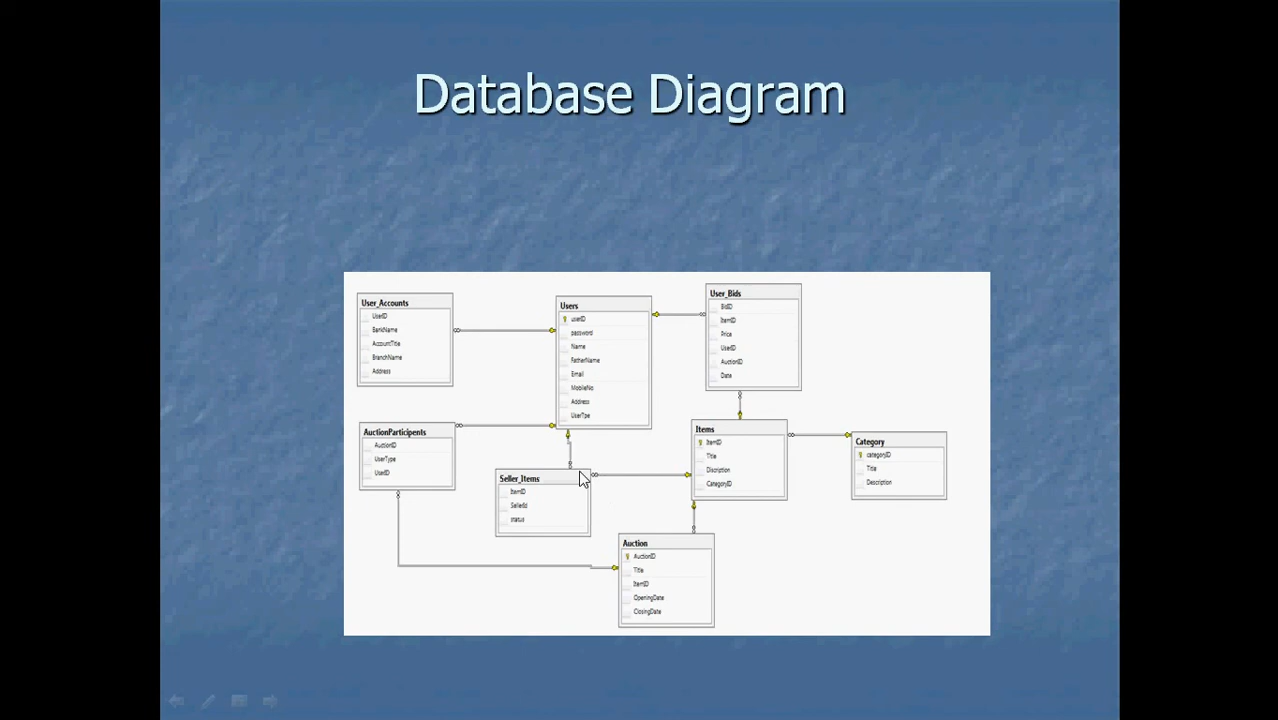 Database Diagram
User_Accounts
UserID
BankName
AccountTitle
BranchName
Address
Users
userID
password
Name
FatherName
Email
MobileNo
Address
UserTpe
User_Bids
BidID
ItemID
Price
UserID
AuctionID
Date
AuctionParticipents
AuctionID
UserType
UserID
Seller_Items
ItemID
SellerId
status
Items
ItemID
Title
Discription
CategoryID
Category
categoryID
Title
Description
Auction
AuctionID
Title
ItemID
OpeningDate
ClosingDate